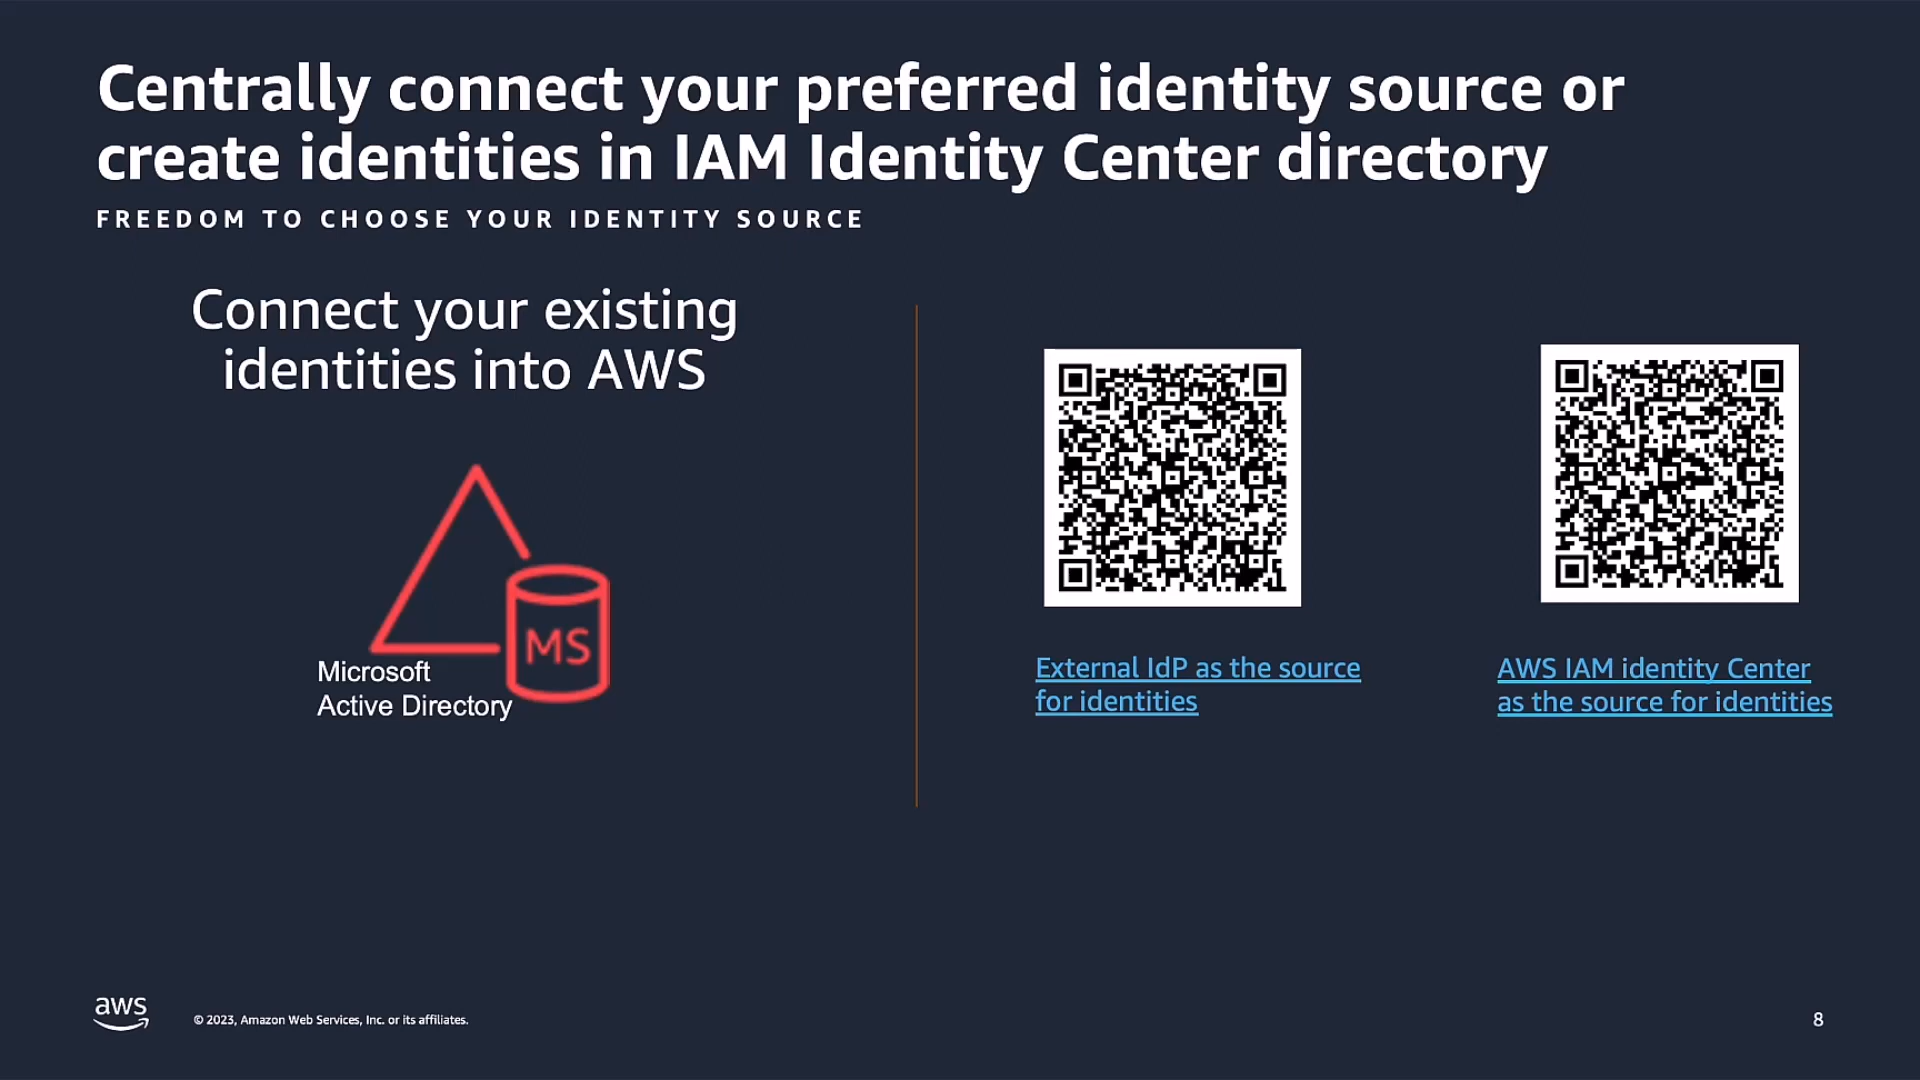 Centrally connect your preferred identity source or
create identities in IAM Identity Center directory
FREEDOM TO CHOOSE YOUR IDENTITY SOURCE
Connect your existing
identities into AWS
MS
Microsoft
Active Directory
External IdP as the source
for identities
AWS IAM identity Center
as the source for identities
aws
© 2023, Amazon Web Services, Inc. or its affiliates.
8